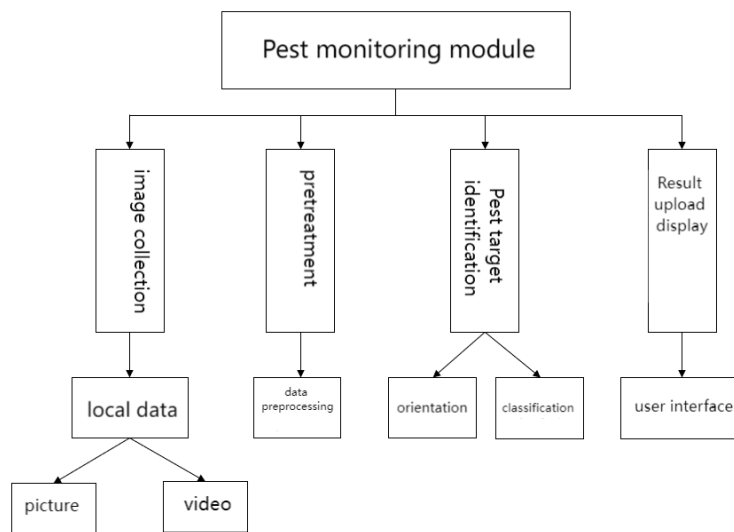 Pest monitoring module
image collection
pretreatment
Pest target
identification
Result
upload
display
local data
data
preprocessing
orientation
classification
user interface
picture
video